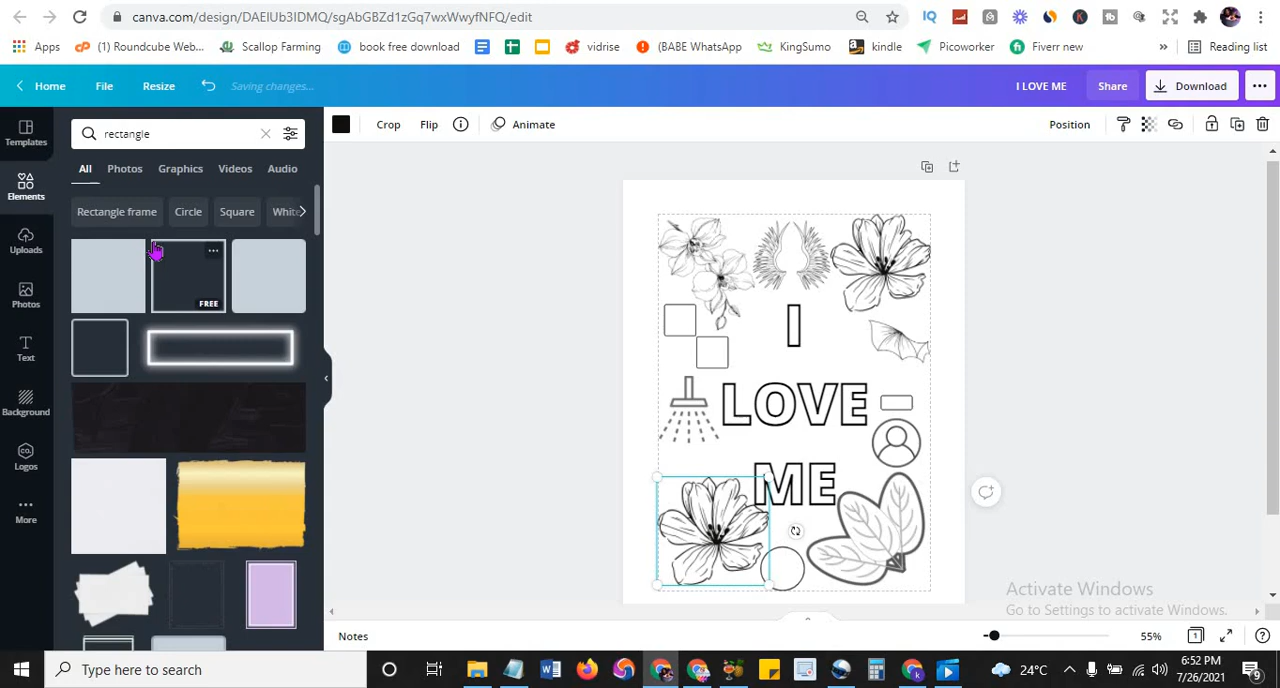 canva.com/design/DAEIUb3IDMQ/sgAbGBZd1zGq7wxWwyfNFQ/edit
Apps (1) Roundcube Web... Scallop Farming book free download vidrise (BABE WhatsApp KingSumo kindle Picoworker Fiverr new » Reading list
Home File Resize Saving changes... I LOVE ME Share Download
Templates
Elements
Uploads
Photos
Text
Background
Logos
More
rectangle
All Photos Graphics Videos Audio
Rectangle frame Circle Square White
FREE
Crop Flip Animate Position
I
LOVE
ME
Activate Windows
Go to Settings to activate Windows.
Notes 55% 1
Type here to search
24°C
6:52 PM
7/26/2021
9